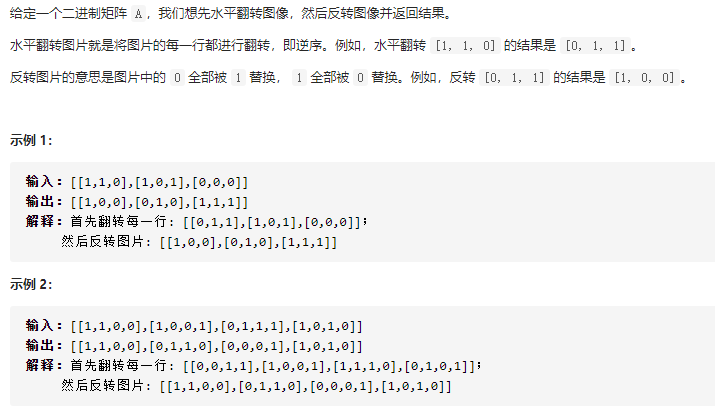 给定一个二进制矩阵 A，我们想先水平翻转图像，然后反转图像并返回结果。
水平翻转图片就是将图片的每一行都进行翻转，即逆序。例如，水平翻转 [1, 1, 0] 的结果是 [0, 1, 1]。
反转图片的意思是图片中的 0 全部被 1 替换， 1 全部被 0 替换。例如，反转 [0, 1, 1] 的结果是 [1, 0, 0]。
示例 1:
输入: [[1,1,0],[1,0,1],[0,0,0]]
输出: [[1,0,0],[0,1,0],[1,1,1]]
解释: 首先翻转每一行: [[0,1,1],[1,0,1],[0,0,0]]；
然后反转图片: [[1,0,0],[0,1,0],[1,1,1]]
示例 2:
输入: [[1,1,0,0],[1,0,0,1],[0,1,1,1],[1,0,1,0]]
输出: [[1,1,0,0],[0,1,1,0],[0,0,0,1],[1,0,1,0]]
解释: 首先翻转每一行: [[0,0,1,1],[1,0,0,1],[1,1,1,0],[0,1,0,1]]；
然后反转图片: [[1,1,0,0],[0,1,1,0],[0,0,0,1],[1,0,1,0]]